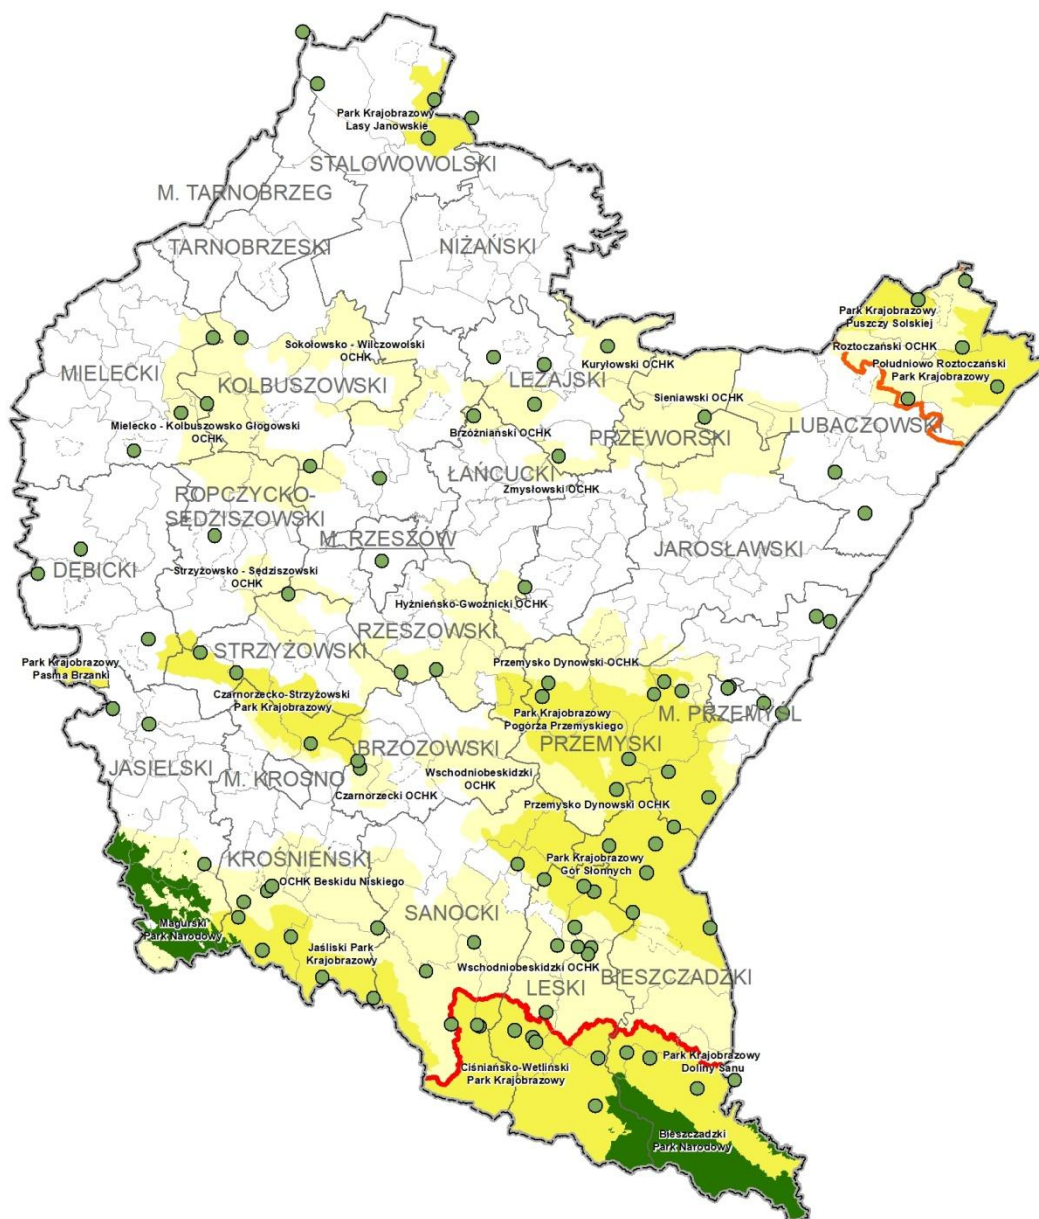 Park Krajobrazowy
Lasy Janowskie
STALOWOWOLSKI
M. TARNOBRZEG
TARNOBRZESKI
NIŻAŃSKI
Park Krajobrazowy
Puszczy Solskiej
Roztoczański OCHK
Południowo Roztoczański
Park Krajobrazowy
Sokołowsko - Wilczowolski
OCHK
Kuryłowski OCHK
MIELECKI
KOLBUSZOWSKI
LEŻAJSKI
Sieniawski OCHK
LUBACZOWSKI
Mielecko - Kolbuszowsko Głogowski
OCHK
Brzóźniański OCHK
PRZEWORSKI
ŁAŃCUCKI
Zmysłowski OCHK
ROPCZYCKO-
SĘDZISZOWSKI
M. RZESZÓW
JAROSŁAWSKI
DĘBICKI
Strzyżowsko - Sędziszowski
OCHK
Hyżnieńsko-Gwoźnicki OCHK
RZESZOWSKI
STRZYŻOWSKI
Park Krajobrazowy
Pasma Brzanki
Przemysko Dynowski OCHK
Czarnorzecko-Strzyżowski
Park Krajobrazowy
Park Krajobrazowy
Pogórza Przemyskiego
M. PRZEMYŚL
PRZEMYSKI
BRZOZOWSKI
JASIELSKI
M. KROSNO
Wschodniobeskidzki
OCHK
Czarnorzecki OCHK
Przemysko Dynowski OCHK
KROŚNIEŃSKI
Park Krajobrazowy
Gór Słonnych
OCHK Beskidu Niskiego
SANOCKI
Magurski
Park Narodowy
Jaśliski Park
Krajobrazowy
Wschodniobeskidzki OCHK
BIESZCZADZKI
LESKI
Park Krajobrazowy
Doliny Sanu
Ciśniańsko-Wetliński
Park Krajobrazowy
Bieszczadzki
Park Narodowy